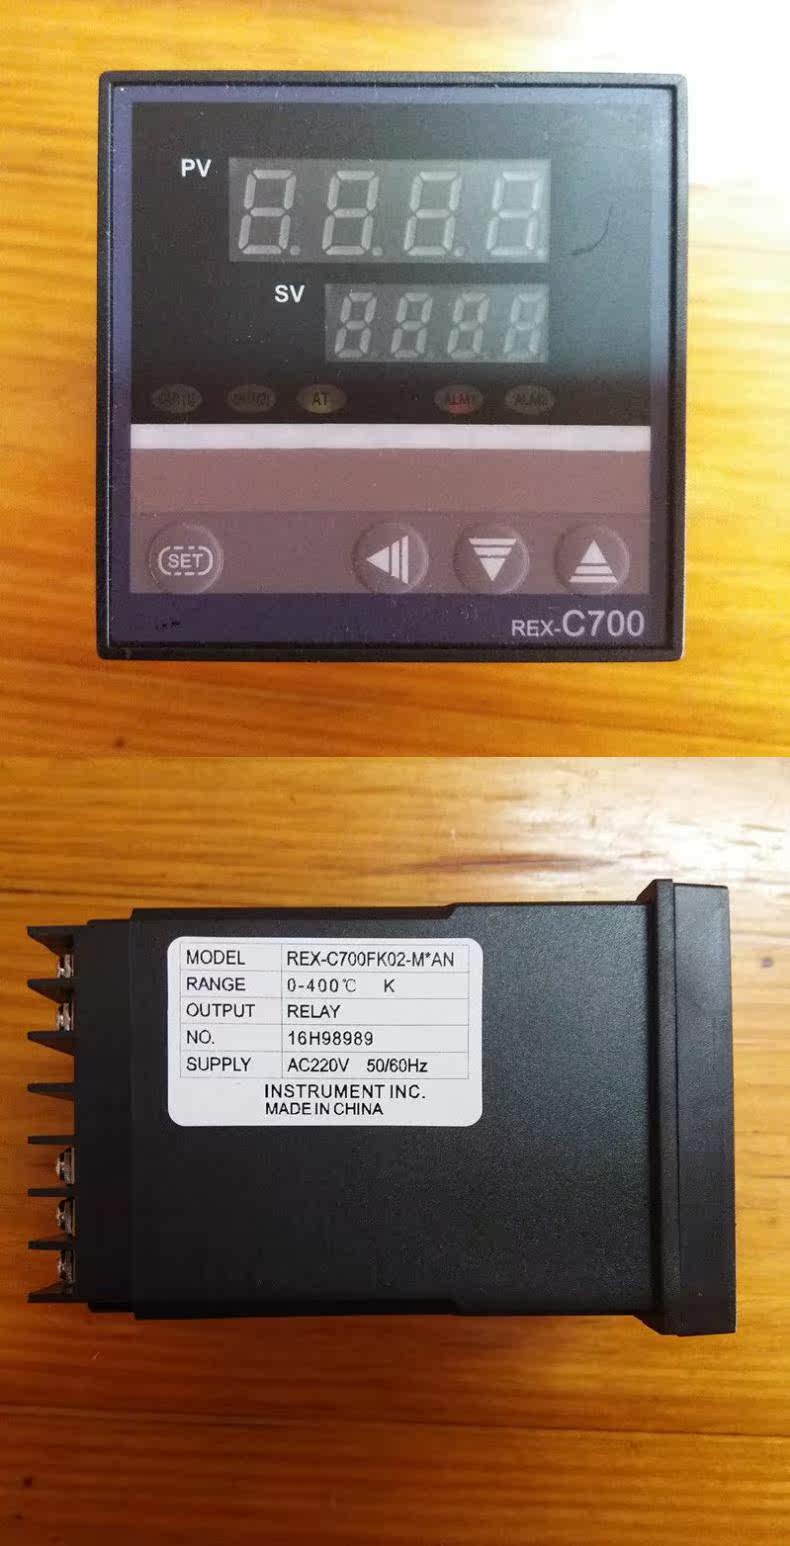 PV
SV
AT ALM1
SET
REX-C700
MODEL REX-C700FK02-M*AN
RANGE 0-400℃ K
OUTPUT RELAY
NO. 16H98989
SUPPLY AC220V 50/60Hz
INSTRUMENT INC.
MADE IN CHINA